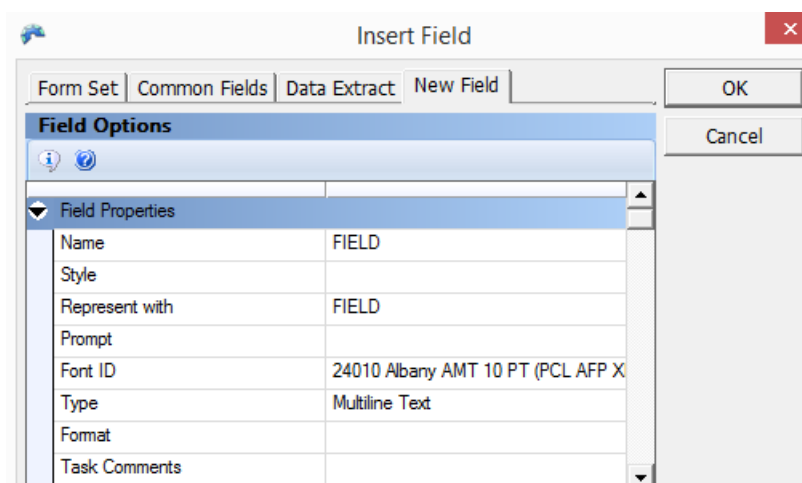 Insert Field
Form Set Common Fields Data Extract New Field
OK
Field Options
Cancel
Field Properties
Name FIELD
Style
Represent with FIELD
Prompt
Font ID 24010 Albany AMT 10 PT (PCL AFP X
Type Multiline Text
Format
Task Comments